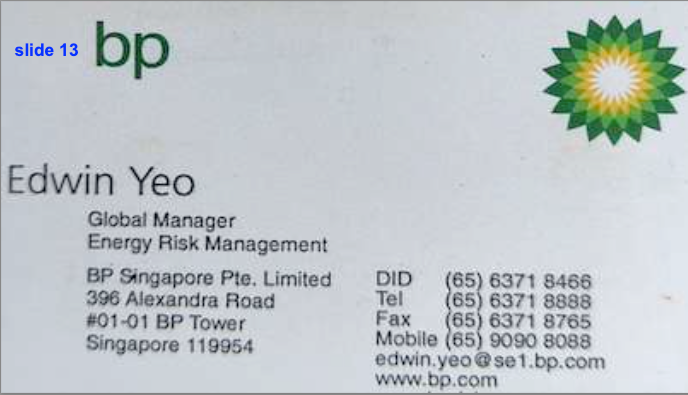 slide 13
bp
Edwin Yeo
Global Manager
Energy Risk Management
BP Singapore Pte. Limited
396 Alexandra Road
#01-01 BP Tower
Singapore 119954
DID (65) 6371 8466
Tel (65) 6371 8888
Fax (65) 6371 8765
Mobile (65) 9090 8088
edwin.yeo@se1.bp.com
www.bp.com